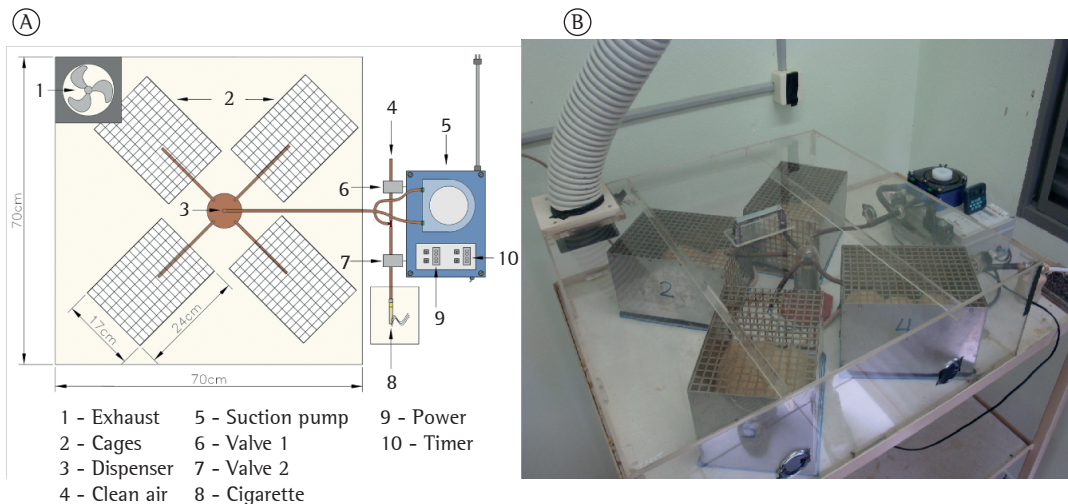 A
B
1
2
3
4
5
6
7
8
9
10
70cm
17cm
24cm
70cm
1 - Exhaust
2 - Cages
3 - Dispenser
4 - Clean air
5 - Suction pump
6 - Valve 1
7 - Valve 2
8 - Cigarette
9 - Power
10 - Timer
2
4